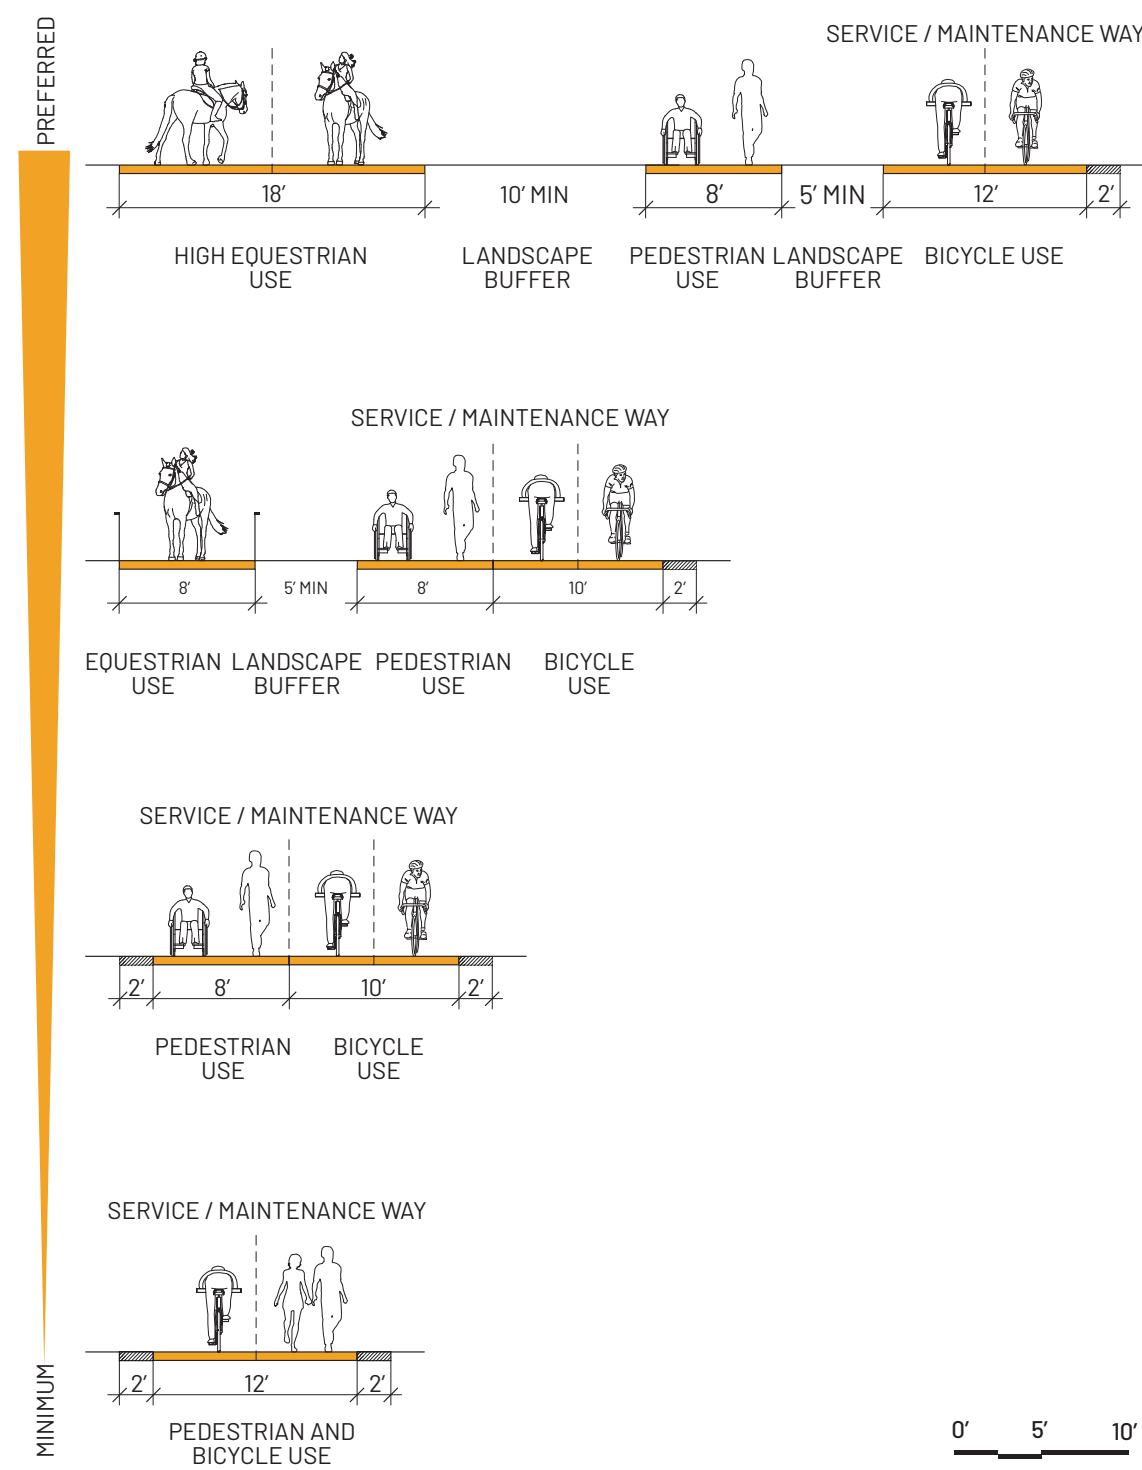 PREFERRED
SERVICE / MAINTENANCE WAY
18’ 10’ MIN 8’ 5’ MIN 12’ 2’
HIGH EQUESTRIAN USE
LANDSCAPE BUFFER
PEDESTRIAN USE
LANDSCAPE BUFFER
BICYCLE USE
SERVICE / MAINTENANCE WAY
8’ 5’ MIN 8’ 10’ 2’
EQUESTRIAN USE
LANDSCAPE BUFFER
PEDESTRIAN USE
BICYCLE USE
SERVICE / MAINTENANCE WAY
2’ 8’ 10’ 2’
PEDESTRIAN USE
BICYCLE USE
SERVICE / MAINTENANCE WAY
2’ 12’ 2’
PEDESTRIAN AND
BICYCLE USE
MINIMUM
0’ 5’ 10’